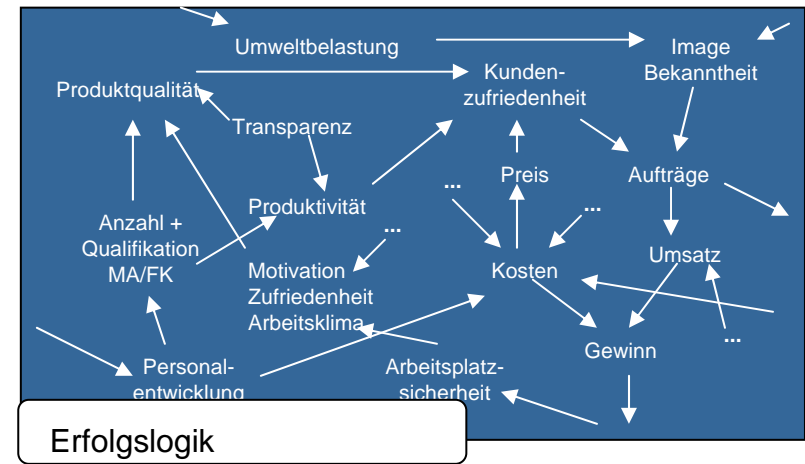 Umweltbelastung
Image
Bekanntheit
Kunden-
zufriedenheit
Produktqualität
Transparenz
Preis
Aufträge
...
...
Produktivität
...
Anzahl +
Qualifikation
MA/FK
Motivation
Zufriedenheit
Arbeitsklima
Kosten
Umsatz
...
Gewinn
Personal-
entwicklung
Arbeitsplatz-
sicherheit
Erfolgslogik